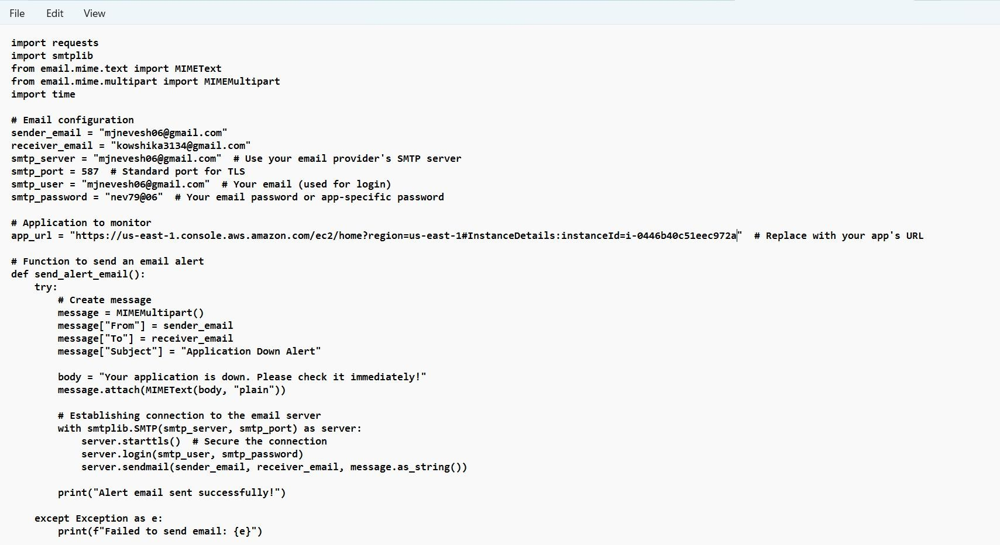 File Edit View
import requests
import smtplib
from email.mime.text import MIMEText
from email.mime.multipart import MIMEMultipart
import time
# Email configuration
sender_email = "mjnevesh06@gmail.com"
receiver_email = "kowshika3134@gmail.com"
smtp_server = "mjnevesh06@gmail.com"  # Use your email provider's SMTP server
smtp_port = 587  # Standard port for TLS
smtp_user = "mjnevesh06@gmail.com"  # Your email (used for login)
smtp_password = "nev79@06"  # Your email password or app-specific password
# Application to monitor
app_url = "https://us-east-1.console.aws.amazon.com/ec2/home?region=us-east-1#InstanceDetails:instanceId=i-0446b40c51eec972a"  # Replace with your app's URL
# Function to send an email alert
def send_alert_email():
    try:
        # Create message
        message = MIMEMultipart()
        message["From"] = sender_email
        message["To"] = receiver_email
        message["Subject"] = "Application Down Alert"
        body = "Your application is down. Please check it immediately!"
        message.attach(MIMEText(body, "plain"))
        # Establishing connection to the email server
        with smtplib.SMTP(smtp_server, smtp_port) as server:
            server.starttls()  # Secure the connection
            server.login(smtp_user, smtp_password)
            server.sendmail(sender_email, receiver_email, message.as_string())
        print("Alert email sent successfully!")
    except Exception as e:
        print(f"Failed to send email: {e}")